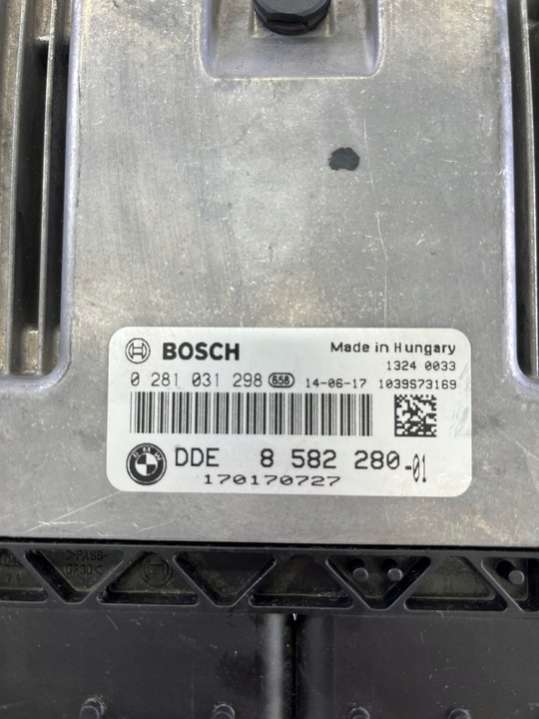 BOSCH
Made in Hungary
1324 0033
0 281 031 298 658 14-06-17 1039S73169
DDE 8 582 280-01
170170727